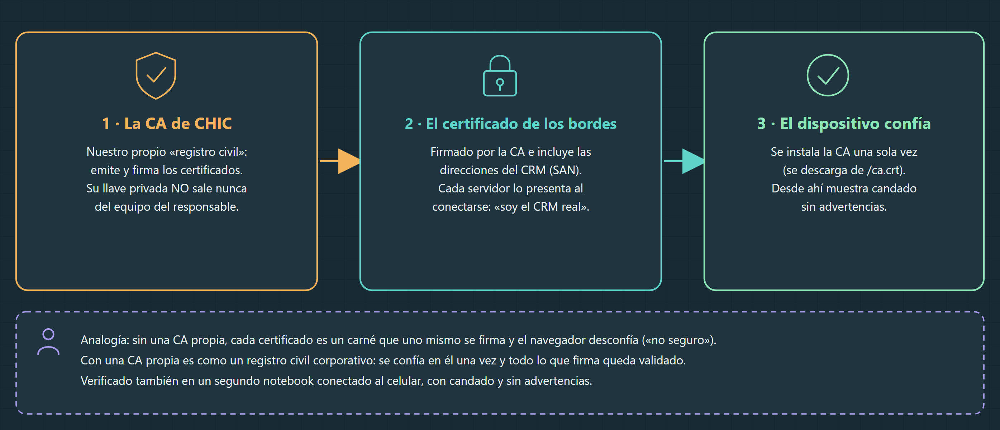 1 · La CA de CHIC
Nuestro propio «registro civil»:
emite y firma los certificados.
Su llave privada NO sale nunca
del equipo del responsable.
2 · El certificado de los bordes
Firmado por la CA e incluye las
direcciones del CRM (SAN).
Cada servidor lo presenta al
conectarse: «soy el CRM real».
3 · El dispositivo confía
Se instala la CA una sola vez
(se descarga de /ca.crt).
Desde ahí muestra candado
sin advertencias.
Analogía: sin una CA propia, cada certificado es un carné que uno mismo se firma y el navegador desconfía («no seguro»).
Con una CA propia es como un registro civil corporativo: se confía en él una vez y todo lo que firma queda validado.
Verificado también en un segundo notebook conectado al celular, con candado y sin advertencias.